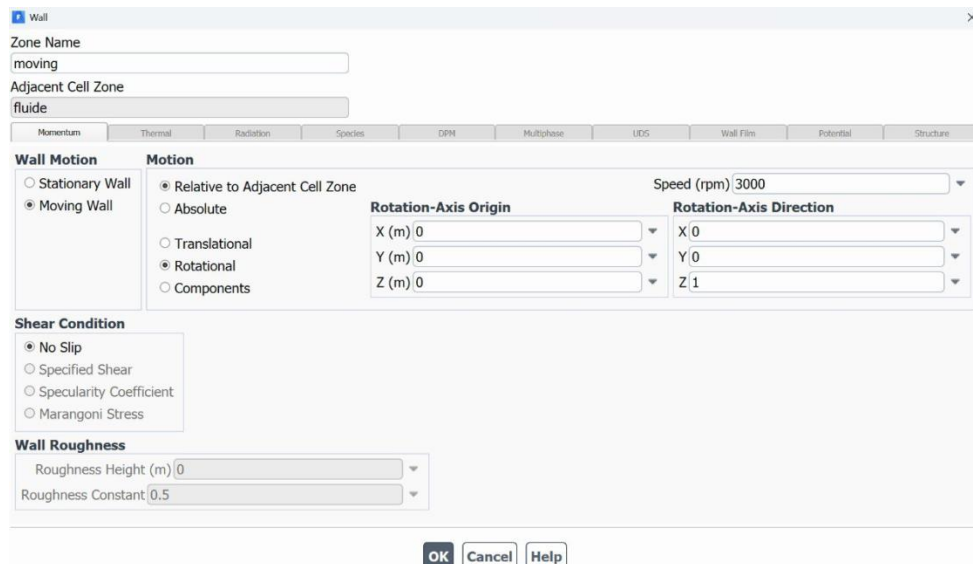 Wall
Zone Name
moving
Adjacent Cell Zone
fluide
Momentum Thermal Radiation Species DPM Multiphase UDS Wall Film Potential Structure
Wall Motion Motion
Stationary Wall Relative to Adjacent Cell Zone Speed (rpm) 3000
Moving Wall Absolute Rotation-Axis Origin Rotation-Axis Direction
X (m) 0 X 0
Translational
Y (m) 0 Y 0
Rotational
Z (m) 0 Z 1
Components
Shear Condition
No Slip
Specified Shear
Specularity Coefficient
Marangoni Stress
Wall Roughness
Roughness Height (m) 0
Roughness Constant 0.5
OK Cancel Help